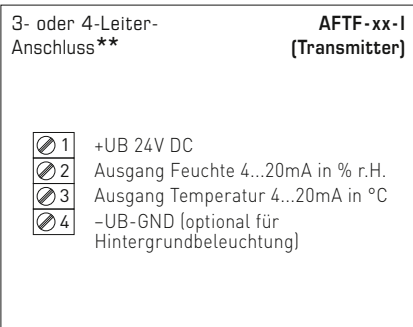 3- oder 4-Leiter- AFTF-xx-I
Anschluss** (Transmitter)
1 +UB 24V DC
2 Ausgang Feuchte 4...20mA in % r.H.
3 Ausgang Temperatur 4...20mA in °C
4 –UB-GND (optional für
Hintergrundbeleuchtung)